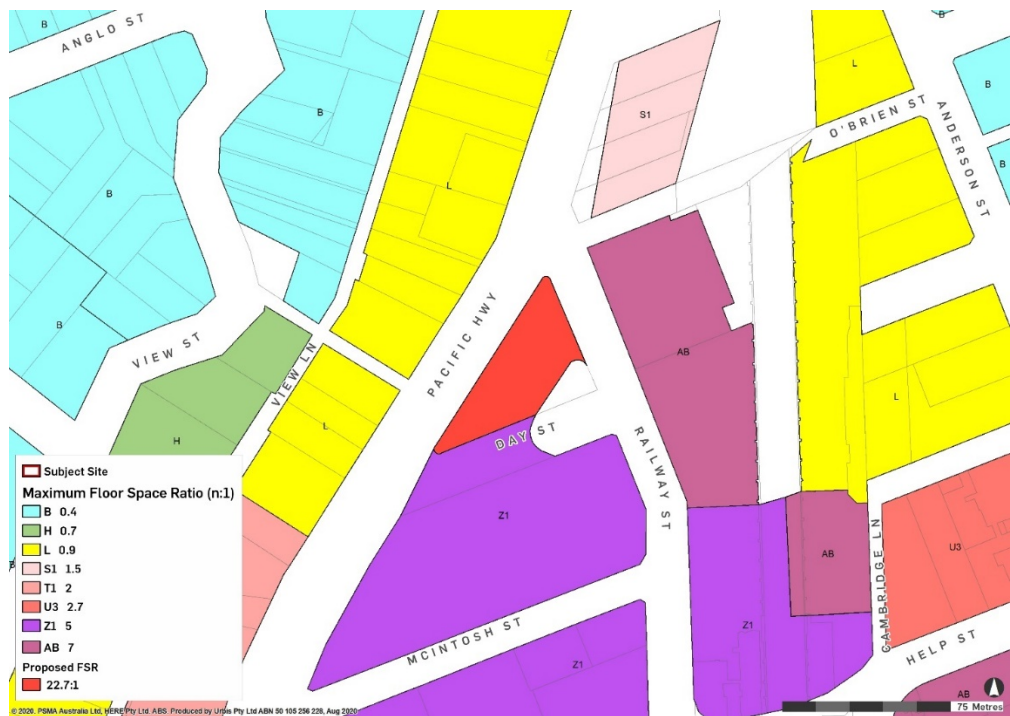 ANGLO ST
B
B
L
B
O'BRIEN ST
ANDERSON ST
B
B
S1
B
B
L
B
VIEW ST
VIEW LN
PACIFIC HWY
AB
L
H
L
DAY ST
RAILWAY ST
Z1
AB
CAMBRIDGE LN
U3
Z1
MCINTOSH ST
Z1
HELP ST
AB
Subject Site
Maximum Floor Space Ratio (n:1)
B 0.4
H 0.7
L 0.9
S1 1.5
T1 2
U3 2.7
Z1 5
AB 7
Proposed FSR
22.7:1
© 2020. PSMA Australia Ltd, HERE Pty Ltd. ABS. Produced by Urbis Pty Ltd ABN 50 105 256 228, Aug 2020
75 Metres